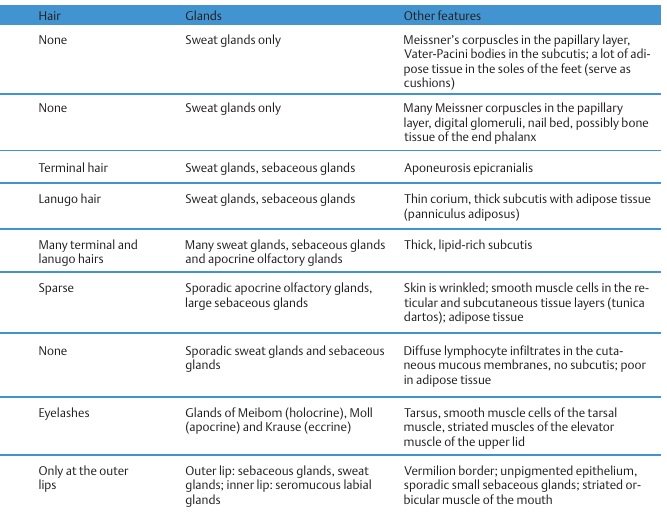 Hair Glands Other features
None Sweat glands only Meissner's corpuscles in the papillary layer,
Vater-Pacini bodies in the subcutis; a lot of adi-
pose tissue in the soles of the feet (serve as
cushions)
None Sweat glands only Many Meissner corpuscles in the papillary
layer, digital glomeruli, nail bed, possibly bone
tissue of the end phalanx
Terminal hair Sweat glands, sebaceous glands Aponeurosis epicranialis
Lanugo hair Sweat glands, sebaceous glands Thin corium, thick subcutis with adipose tissue
(panniculus adiposus)
Many terminal and Many sweat glands, sebaceous glands Thick, lipid-rich subcutis
lanugo hairs and apocrine olfactory glands
Sparse Sporadic apocrine olfactory glands, Skin is wrinkled; smooth muscle cells in the re-
large sebaceous glands ticular and subcutaneous tissue layers (tunica
dartos); adipose tissue
None Sporadic sweat glands and sebaceous Diffuse lymphocyte infiltrates in the cuta-
glands neous mucous membranes, no subcutis; poor
in adipose tissue
Eyelashes Glands of Meibom (holocrine), Moll Tarsus, smooth muscle cells of the tarsal
(apocrine) and Krause (eccrine) muscle, striated muscles of the elevator
muscle of the upper lid
Only at the outer Outer lip: sebaceous glands, sweat Vermilion border; unpigmented epithelium,
lips glands; inner lip: seromucous labial sporadic small sebaceous glands; striated or-
glands bicular muscle of the mouth